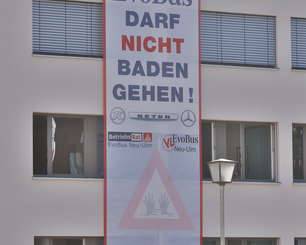 EvoBus
DARF
NICHT
BADEN
GEHEN!
SETRA
BetriebsRat
EvoBus Neu-Ulm
EvoBus
Neu-Ulm